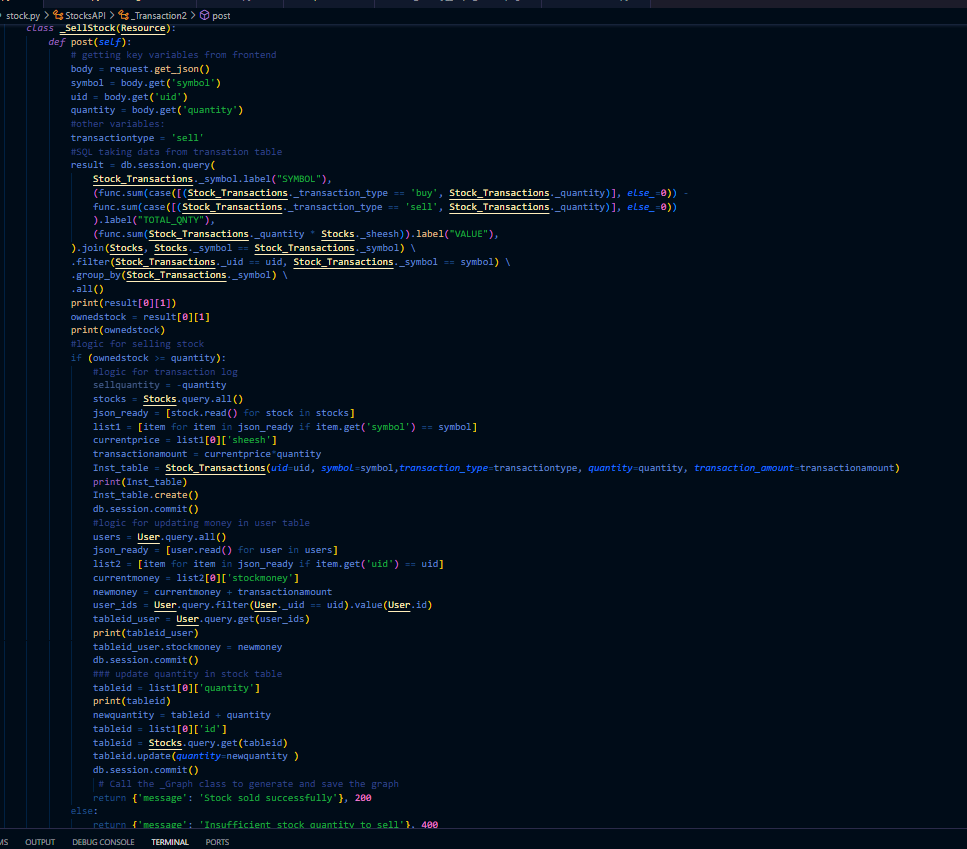 stock.py > StocksAPI > _Transaction2 > post
class _SellStock(Resource):
def post(self):
# getting key variables from frontend
body = request.get_json()
symbol = body.get('symbol')
uid = body.get('uid')
quantity = body.get('quantity')
#other variables:
transactiontype = 'sell'
#SQL taking data from transation table
result = db.session.query(
Stock_Transactions._symbol.label("SYMBOL"),
(func.sum(case([(Stock_Transactions._transaction_type == 'buy', Stock_Transactions._quantity)], else_=0)) -
func.sum(case([(Stock_Transactions._transaction_type == 'sell', Stock_Transactions._quantity)], else_=0))
).label("TOTAL_QNTY"),
(func.sum(Stock_Transactions._quantity * Stocks._sheesh)).label("VALUE"),
).join(Stocks, Stocks._symbol == Stock_Transactions._symbol) \
.filter(Stock_Transactions._uid == uid, Stock_Transactions._symbol == symbol) \
.group_by(Stock_Transactions._symbol) \
.all()
print(result[0][1])
ownedstock = result[0][1]
print(ownedstock)
#logic for selling stock
if (ownedstock >= quantity):
#logic for transaction log
sellquantity = -quantity
stocks = Stocks.query.all()
json_ready = [stock.read() for stock in stocks]
list1 = [item for item in json_ready if item.get('symbol') == symbol]
currentprice = list1[0]['sheesh']
transactionamount = currentprice*quantity
Inst_table = Stock_Transactions(uid=uid, symbol=symbol,transaction_type=transactiontype, quantity=quantity, transaction_amount=transactionamount)
print(Inst_table)
Inst_table.create()
db.session.commit()
#logic for updating money in user table
users = User.query.all()
json_ready = [user.read() for user in users]
list2 = [item for item in json_ready if item.get('uid') == uid]
currentmoney = list2[0]['stockmoney']
newmoney = currentmoney + transactionamount
user_ids = User.query.filter(User._uid == uid).value(User.id)
tableid_user = User.query.get(user_ids)
print(tableid_user)
tableid_user.stockmoney = newmoney
db.session.commit()
### update quantity in stock table
tableid = list1[0]['quantity']
print(tableid)
newquantity = tableid + quantity
tableid = list1[0]['id']
tableid = Stocks.query.get(tableid)
tableid.update(quantity=newquantity )
db.session.commit()
# Call the _Graph class to generate and save the graph
return {'message': 'Stock sold successfully'}, 200
else:
return {'message': 'Insufficient stock quantity to sell'}, 400
MS OUTPUT DEBUG CONSOLE TERMINAL PORTS